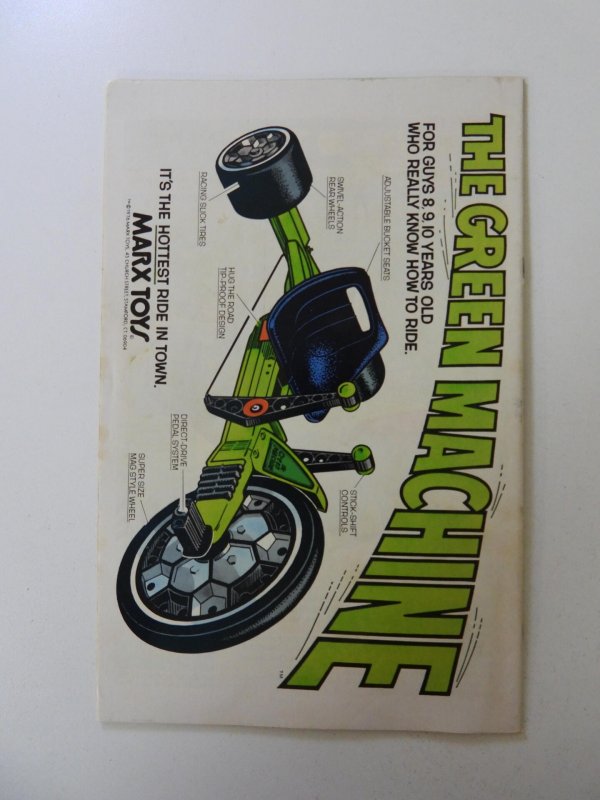 THE GREEN MACHINE™
FOR GUYS 8, 9, 10 YEARS OLD
WHO REALLY KNOW HOW TO RIDE.
ADJUSTABLE BUCKET SEATS
SWIVEL-ACTION
REAR WHEELS
STICK-SHIFT
CONTROLS
RACING SLICK TIRES
HUG THE ROAD
TIP-PROOF DESIGN
DIRECT-DRIVE
PEDAL SYSTEM
SUPER SIZE
MAG STYLE WHEEL
IT'S THE HOTTEST RIDE IN TOWN.
MARX TOYS®